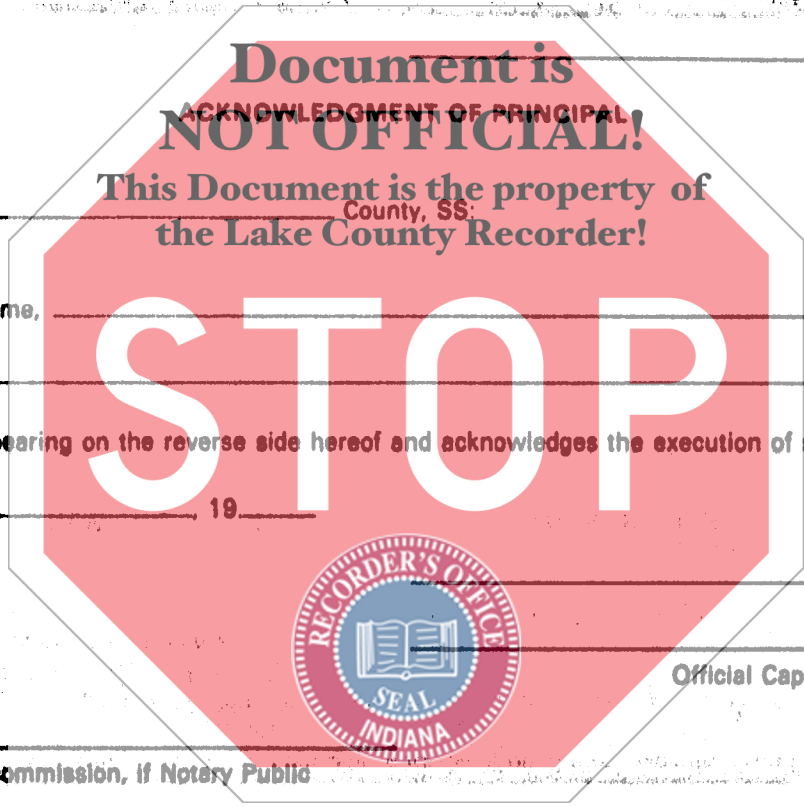 Document is
ACKNOWLEDGMENT OF PRINCIPAL
NOT OFFICIAL!
This Document is the property of
County, SS:
the Lake County Recorder!
me,
STOP
earing on the reverse side hereof and acknowledges the execution of
, 19
RECORDER'S OFFICE
SEAL
INDIANA
Official Cap
ommission, if Notary Public